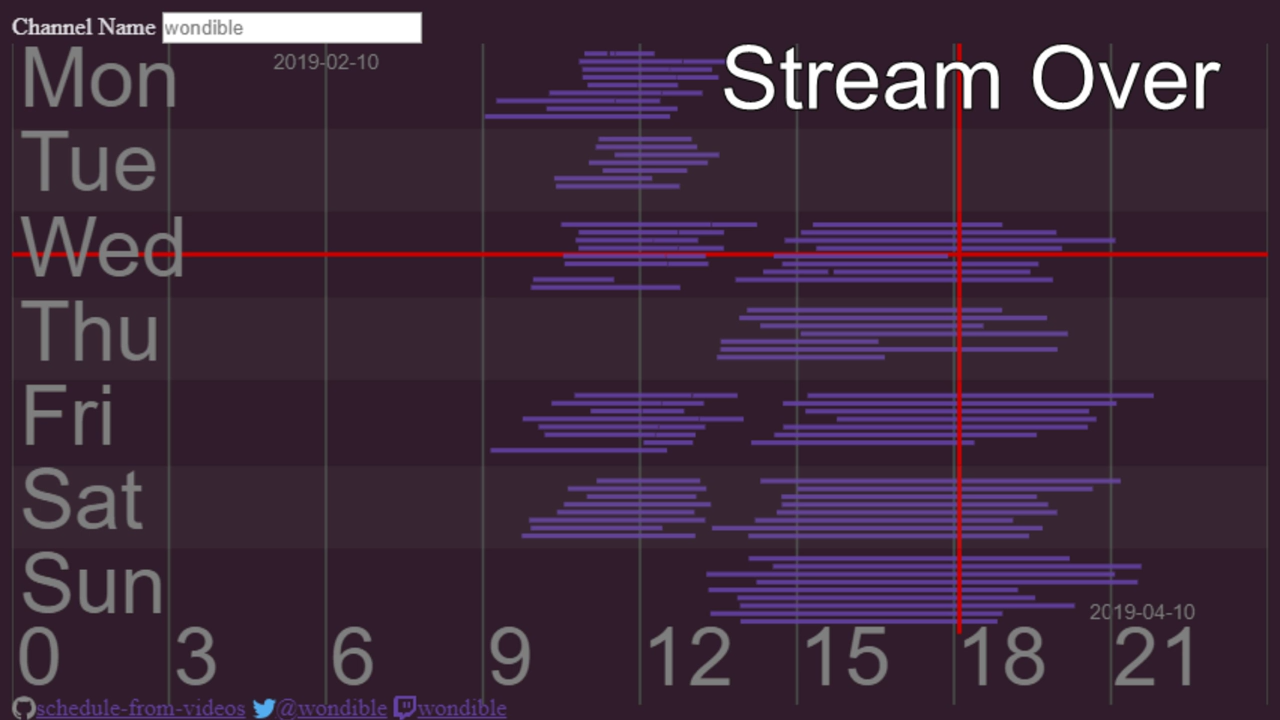 Channel Name wondible
Mon
2019-02-10
Stream Over
Tue
Wed
Thu
Fri
Sat
Sun
2019-04-10
0 3 6 9 12 15 18 21
schedule-from-videos @wondible wondible